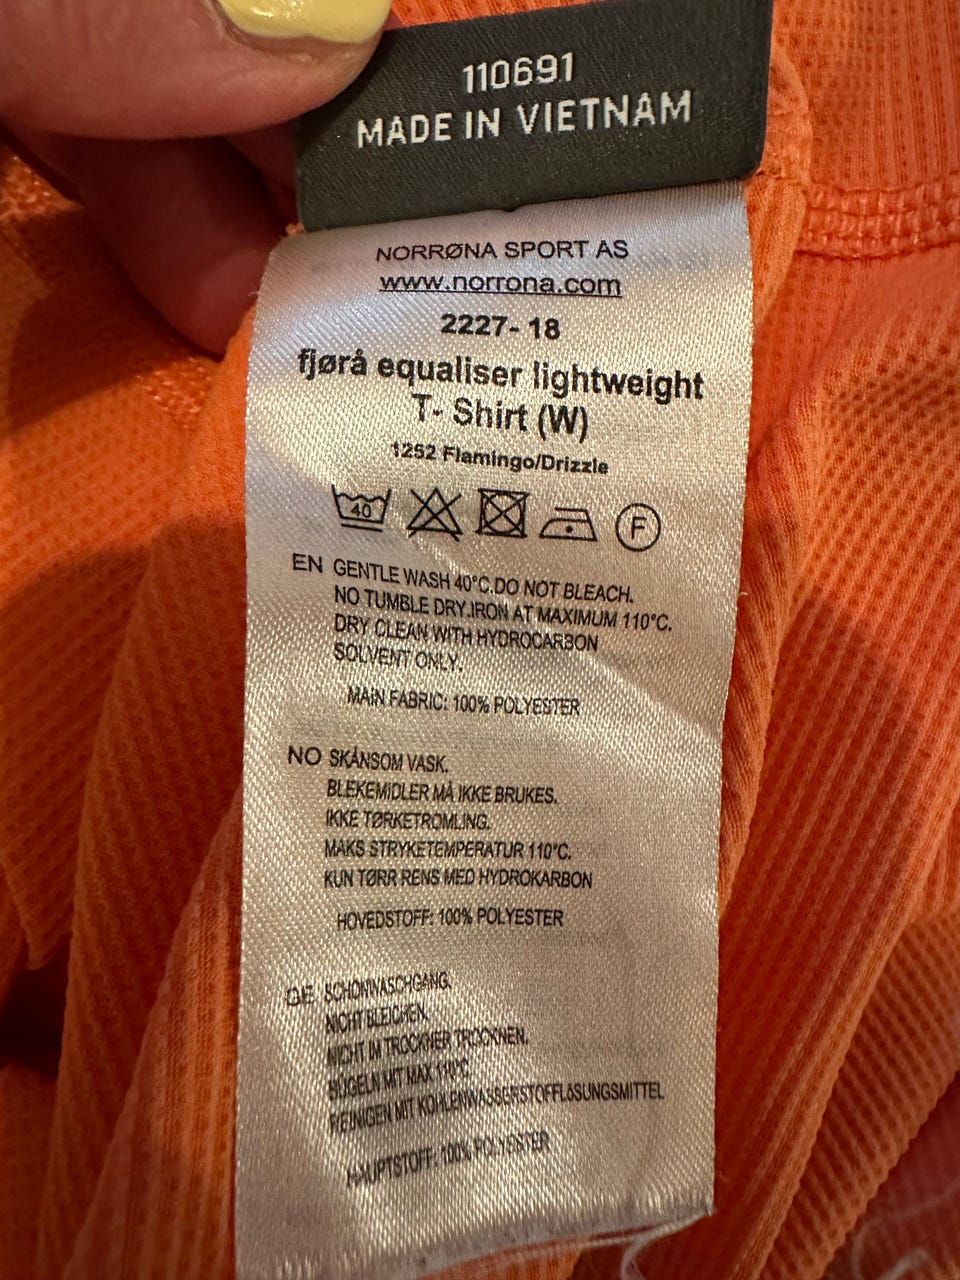 110691
MADE IN VIETNAM
NORRØNA SPORT AS
www.norrona.com
2227- 18
fjørå equaliser lightweight
T- Shirt (W)
1252 Flamingo/Drizzle
40 F
EN GENTLE WASH 40°C.DO NOT BLEACH.
NO TUMBLE DRY.IRON AT MAXIMUM 110°C.
DRY CLEAN WITH HYDROCARBON
SOLVENT ONLY.
MAIN FABRIC: 100% POLYESTER
NO SKÅNSOM VASK.
BLEKEMIDLER MÅ IKKE BRUKES.
IKKE TØRKETROMLING.
MAKS STRYKETEMPERATUR 110°C.
KUN TØRR RENS MED HYDROKARBON
HOVEDSTOFF: 100% POLYESTER
GE SCHONWASCHGANG.
NICHT BLEICHEN.
NICHT IM TROCKNER TROCKNEN.
BÜGELN MIT MAX 110°C
REINIGEN MIT KOHLENWASSERSTOFFLöSUNGSMITTEL
HAUPTSTOFF: 100% POLYESTER